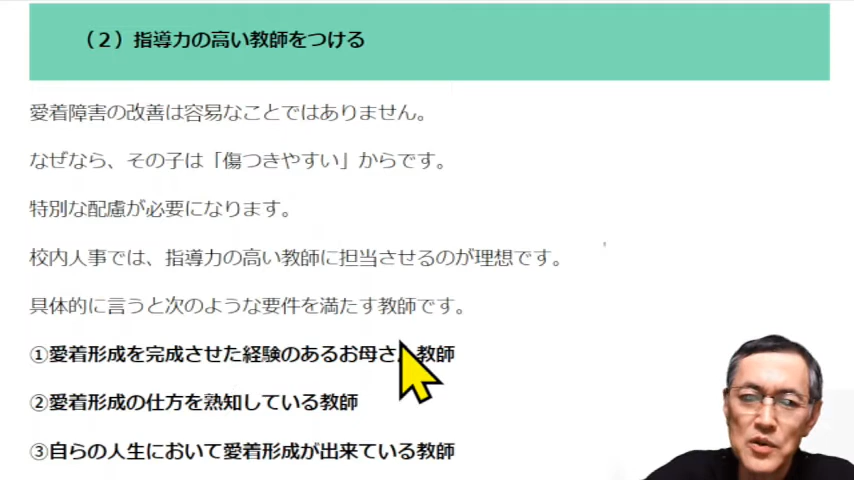 （２）指導力の高い教師をつける
愛着障害の改善は容易なことではありません。
なぜなら、その子は「傷つきやすい」からです。
特別な配慮が必要になります。
校内人事では、指導力の高い教師に担当させるのが理想です。
具体的に言うと次のような要件を満たす教師です。
①愛着形成を完成させた経験のあるお母さ 教師
②愛着形成の仕方を熟知している教師
③自らの人生において愛着形成が出来ている教師